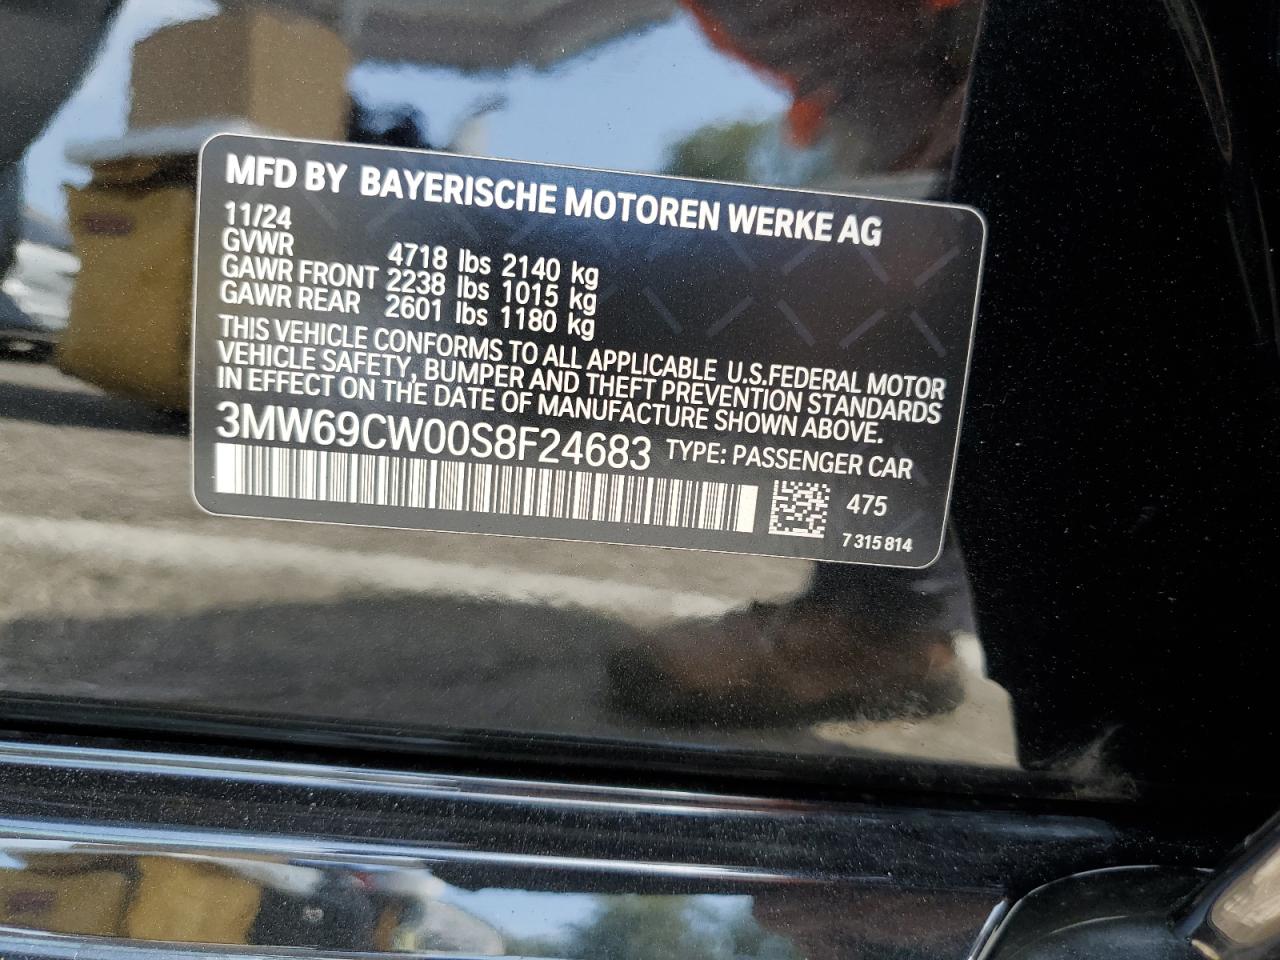 MFD BY BAYERISCHE MOTOREN WERKE AG
11/24
GVWR 4718 lbs 2140 kg
GAWR FRONT 2238 lbs 1015 kg
GAWR REAR 2601 lbs 1180 kg
THIS VEHICLE CONFORMS TO ALL APPLICABLE U.S.FEDERAL MOTOR
VEHICLE SAFETY, BUMPER AND THEFT PREVENTION STANDARDS
IN EFFECT ON THE DATE OF MANUFACTURE SHOWN ABOVE.
3MW69CW00S8F24683 TYPE: PASSENGER CAR
475
7 315 814